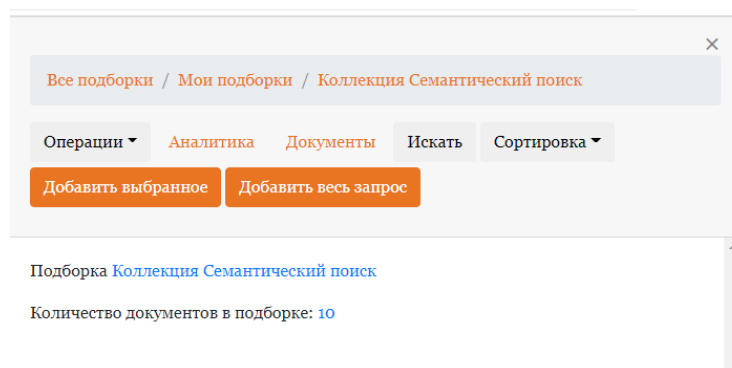 ×
Все подборки / Мои подборки / Коллекция Семантический поиск
Операции Аналитика Документы Искать Сортировка
Добавить выбранное Добавить весь запрос
Подборка Коллекция Семантический поиск
Количество документов в подборке: 10